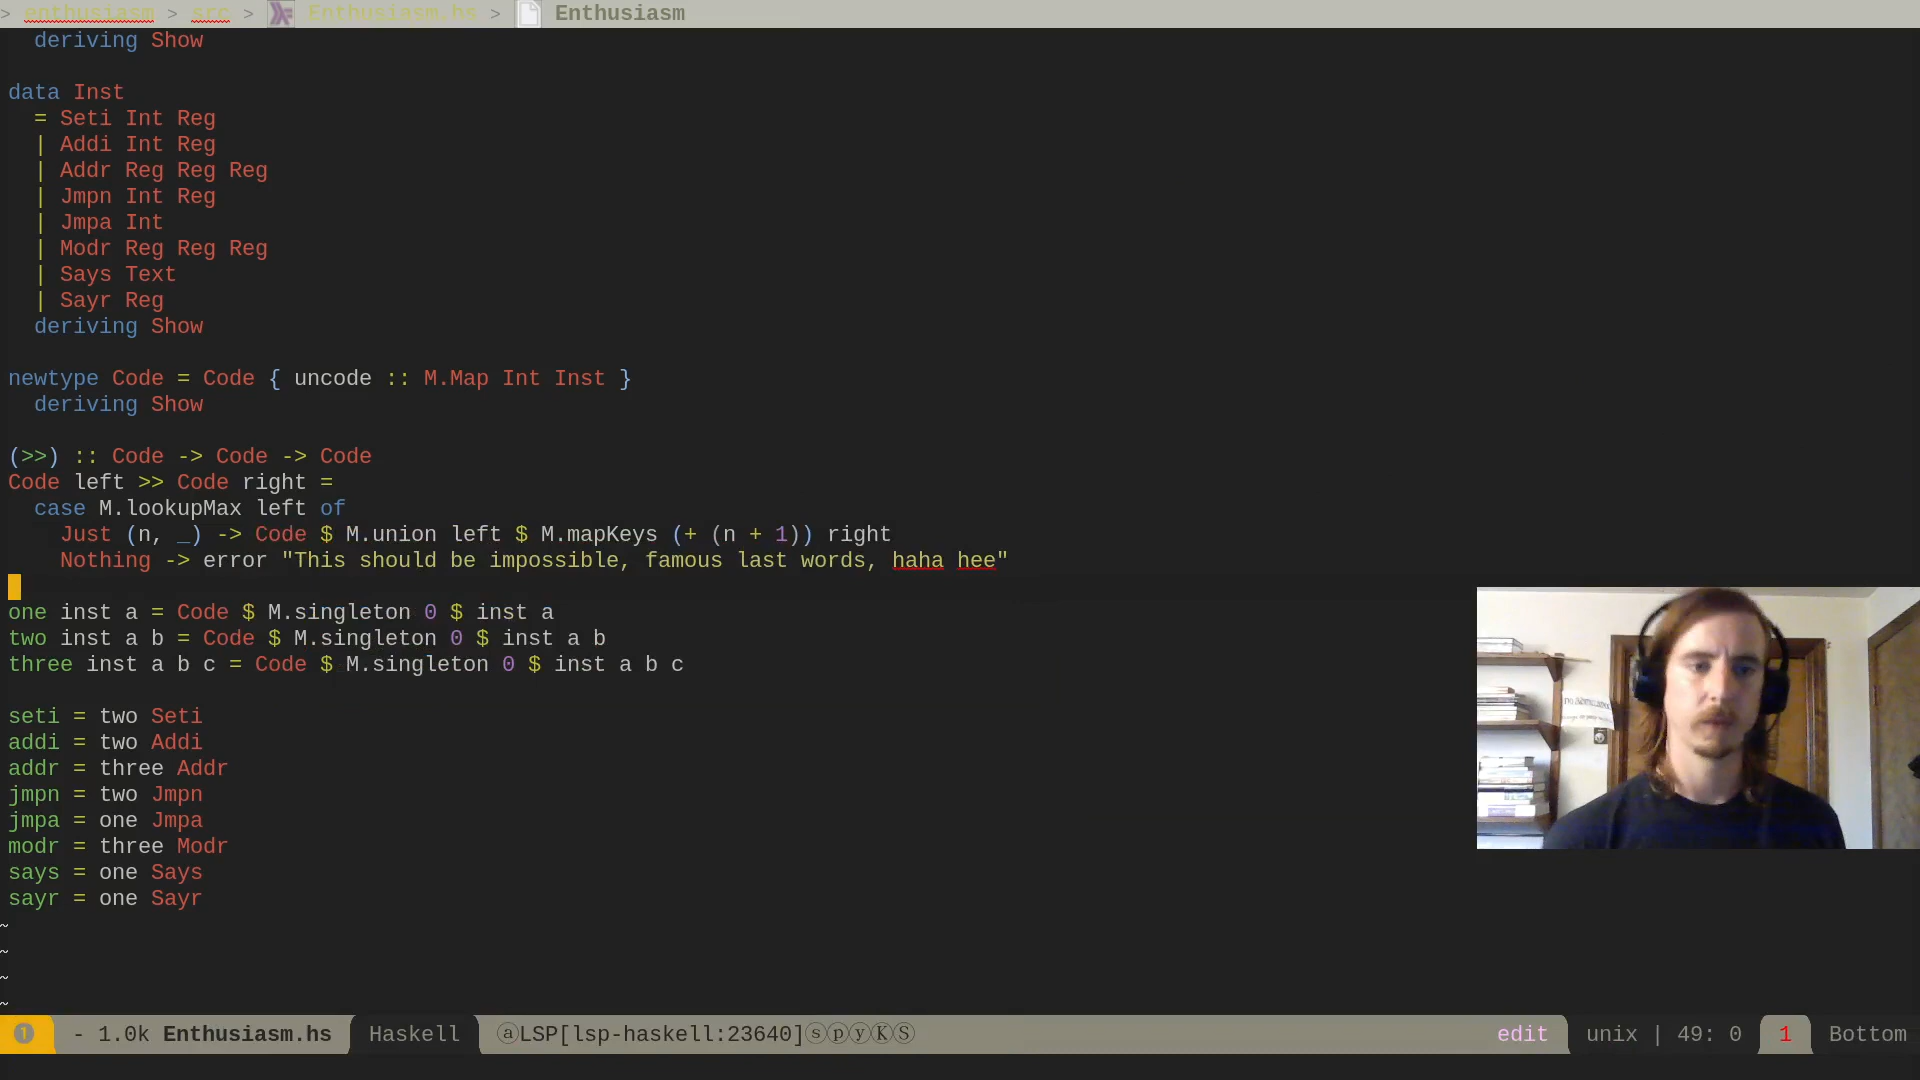 > enthusiasm > src > Enthusiasm.hs > Enthusiasm
deriving Show
data Inst
= Seti Int Reg
| Addi Int Reg
| Addr Reg Reg Reg
| Jmpn Int Reg
| Jmpa Int
| Modr Reg Reg Reg
| Says Text
| Sayr Reg
deriving Show
newtype Code = Code { uncode :: M.Map Int Inst }
deriving Show
(>>) :: Code -> Code -> Code
Code left >> Code right =
case M.lookupMax left of
Just (n, _) -> Code $ M.union left $ M.mapKeys (+ (n + 1)) right
Nothing -> error "This should be impossible, famous last words, haha hee"
one inst a = Code $ M.singleton 0 $ inst a
two inst a b = Code $ M.singleton 0 $ inst a b
three inst a b c = Code $ M.singleton 0 $ inst a b c
seti = two Seti
addi = two Addi
addr = three Addr
jmpn = two Jmpn
jmpa = one Jmpa
modr = three Modr
says = one Says
sayr = one Sayr
~
~
~
~
❶ - 1.0k Enthusiasm.hs Haskell ⓐLSP[lsp-haskell:23640]ⓢⓟⓨⓀⓈ edit unix | 49: 0 1 Bottom